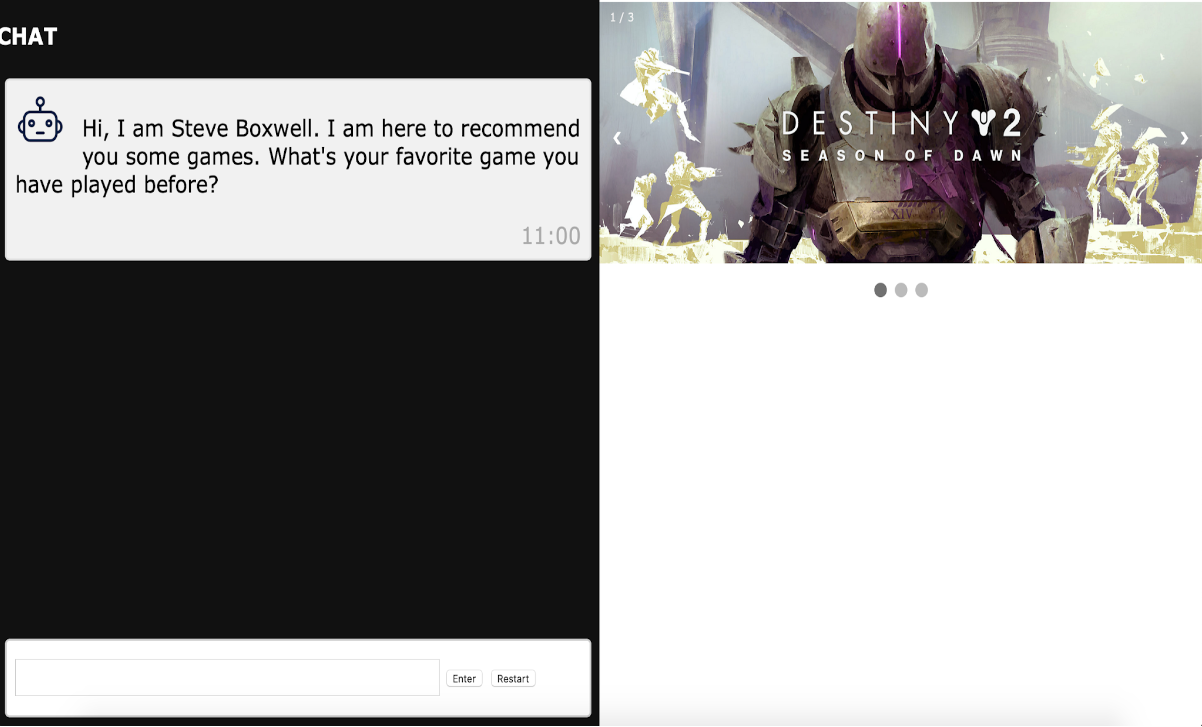 CHAT
Hi, I am Steve Boxwell. I am here to recommend
you some games. What's your favorite game you
have played before?
11:00
Enter
Restart
1 / 3
DESTINY 2
SEASON OF DAWN
XIV